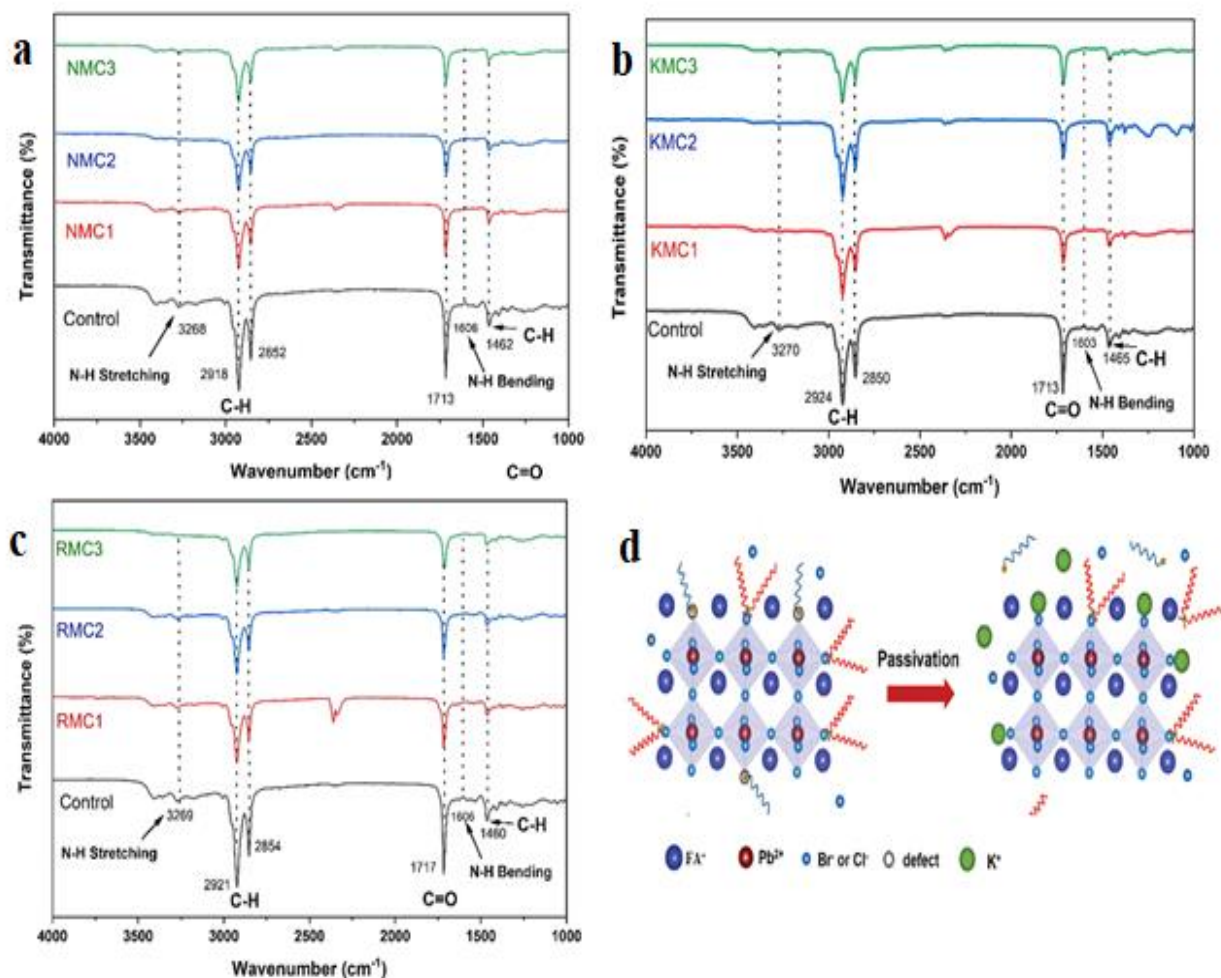 a
NMC3
NMC2
NMC1
Control
3268
N-H Stretching
2918
C-H
2852
1713
1606
N-H Bending
1462
C-H
Transmittance (%)
4000 3500 3000 2500 2000 1500 1000
Wavenumber (cm⁻¹)
C=O
b
KMC3
KMC2
KMC1
Control
3270
N-H Stretching
2924
C-H
2850
1713
C=O
1603
N-H Bending
1465
C-H
Transmittance (%)
4000 3500 3000 2500 2000 1500 1000
Wavenumber (cm⁻¹)
c
RMC3
RMC2
RMC1
Control
3269
N-H Stretching
2921
C-H
2854
1717
C=O
1606
N-H Bending
1460
C-H
Transmittance (%)
4000 3500 3000 2500 2000 1500 1000
Wavenumber (cm⁻¹)
d
Passivation
FA⁺ Pb²⁺ Br⁻ or Cl⁻ defect K⁺